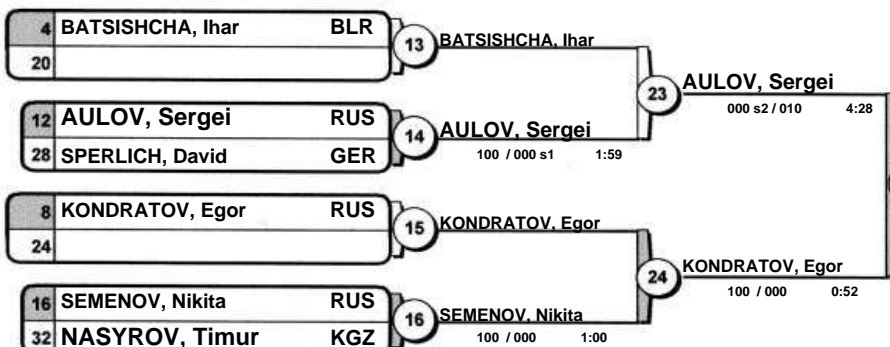 4 BATSISHCHA, Ihar BLR
20
13
BATSISHCHA, Ihar
12 AULOV, Sergei RUS
28 SPERLICH, David GER
14
AULOV, Sergei
100 / 000 s1 1:59
23
AULOV, Sergei
000 s2 / 010 4:28
8 KONDRATOV, Egor RUS
24
15
KONDRATOV, Egor
16 SEMENOV, Nikita RUS
32 NASYROV, Timur KGZ
16
SEMENOV, Nikita
100 / 000 1:00
24
KONDRATOV, Egor
100 / 000 0:52